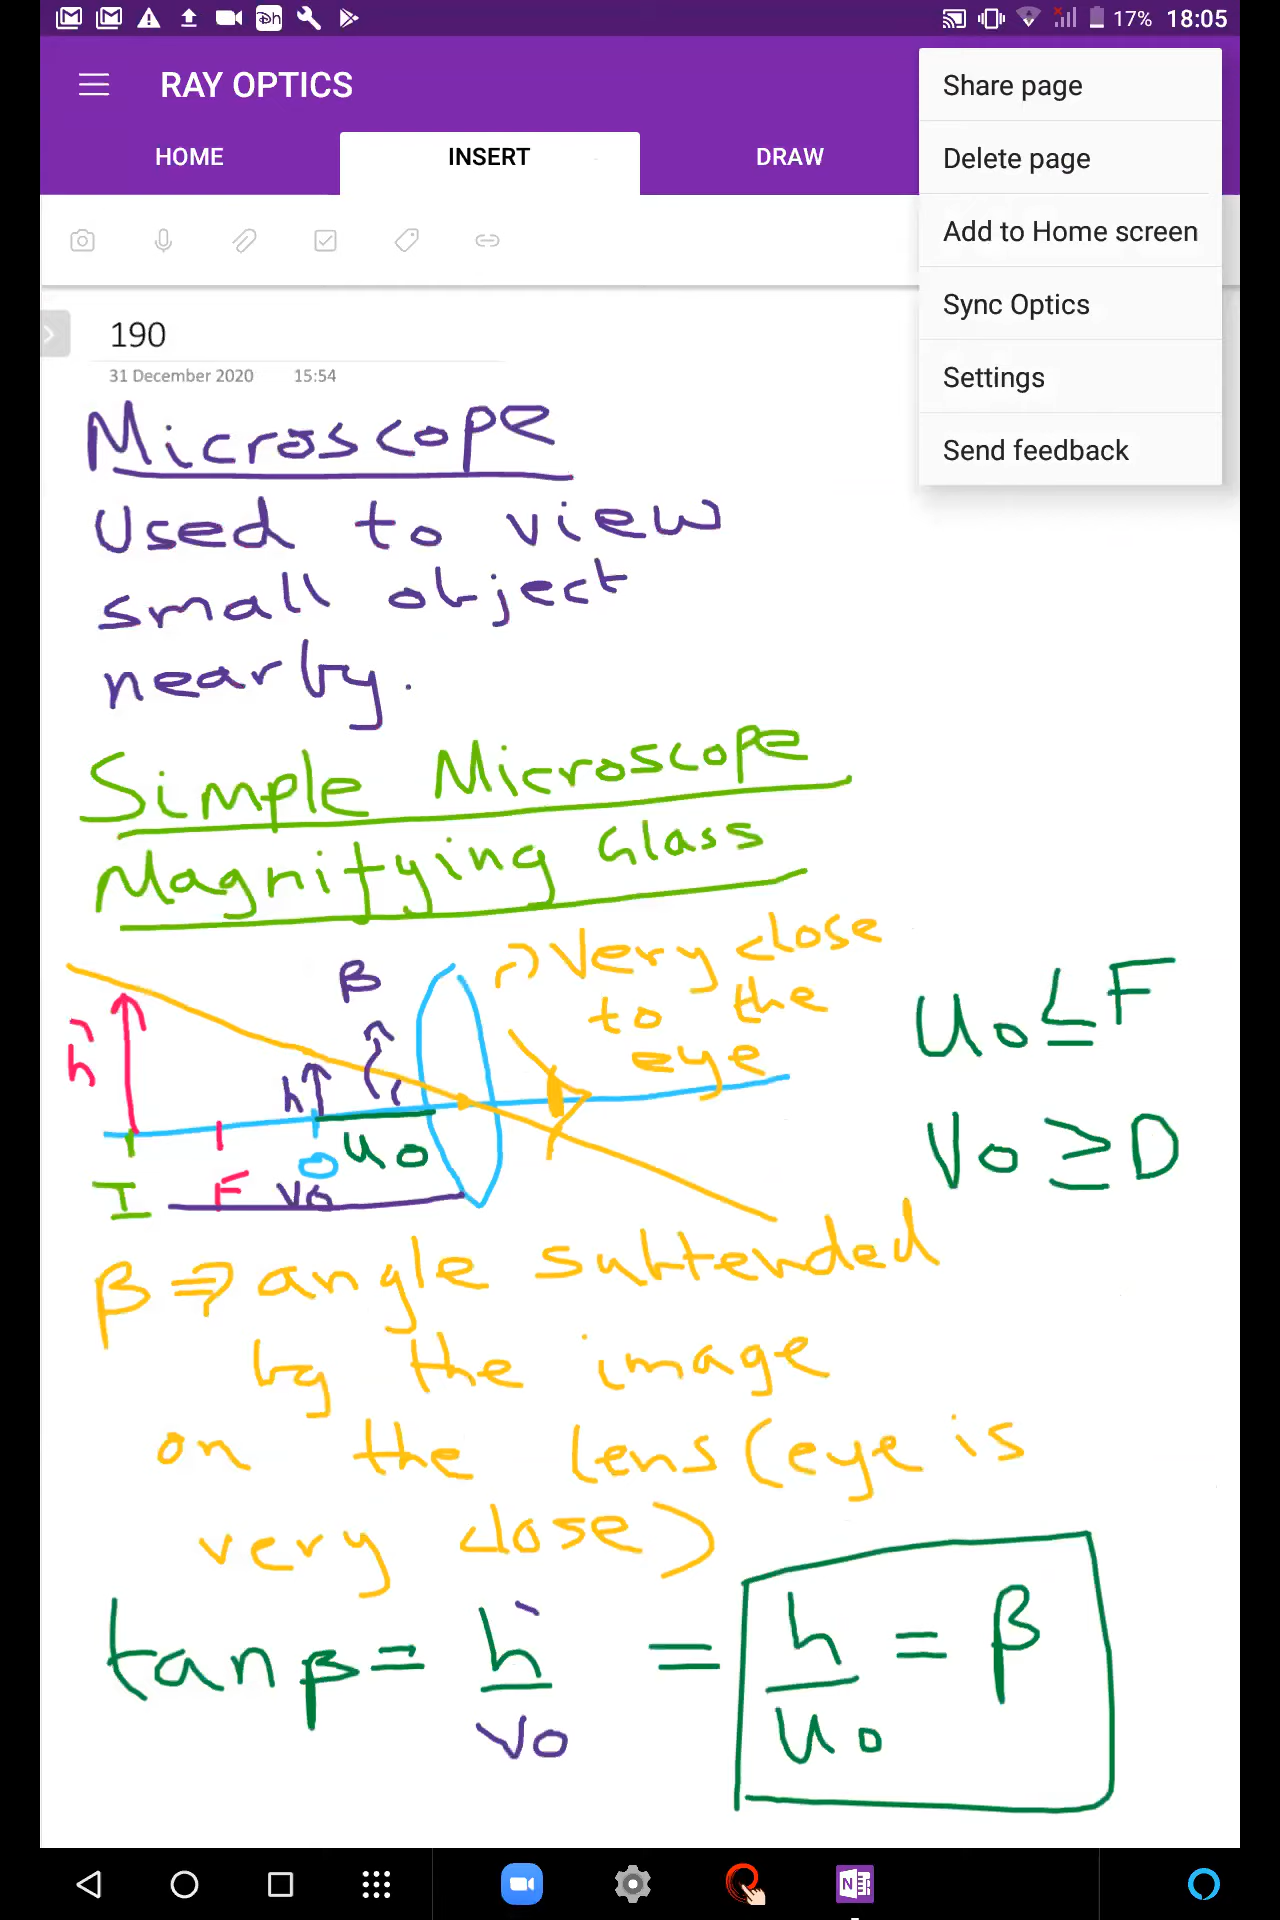 17% 18:05
RAY OPTICS
HOME INSERT DRAW
Share page
Delete page
Add to Home screen
Sync Optics
Settings
Send feedback
190
31 December 2020 15:54
Microscope
Used to view
small object
nearby.
Simple Microscope
Magnifying Glass
Very close
to the
eye
β
h'
h
u o
I F O
vo
uo ≤ F
Vo ≥ D
β ⇒ angle subtended
by the image
on the lens (eye is
very close)
tan β = h'/vo = h/uo = β